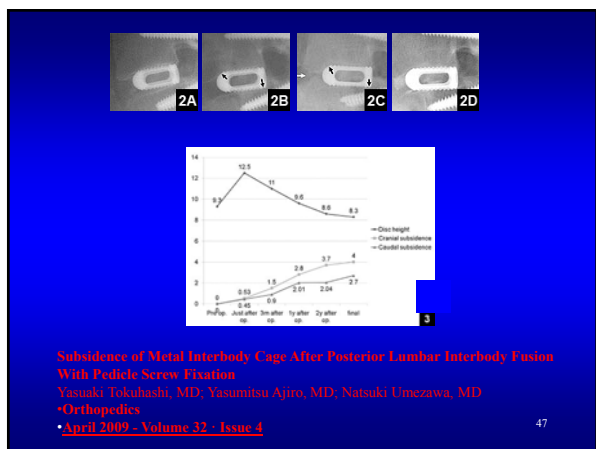 2A 2B 2C 2D
14
12.5
12
11
10
9.3
9.6
8.6
8.3
8
Disc height
Cranial subsidence
Caudal subsidence
6
4
3.7
4
2.8
2.7
2
1.5
2.01
2.04
0.53
0.9
0.45
0
0
0
Pre op. Just after op. 3m after op. 1y after op. 2y after op. final
3
Subsidence of Metal Interbody Cage After Posterior Lumbar Interbody Fusion
With Pedicle Screw Fixation
Yasuaki Tokuhashi, MD; Yasumitsu Ajiro, MD; Natsuki Umezawa, MD
•Orthopedics
•April 2009 - Volume 32 · Issue 4
47